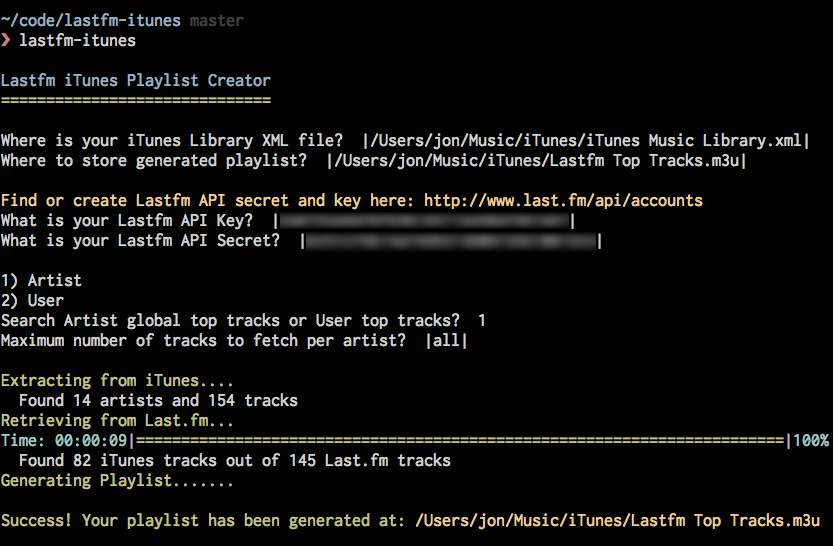 ~/code/lastfm-itunes master
❯ lastfm-itunes
Lastfm iTunes Playlist Creator
==============================
Where is your iTunes Library XML file?  |/Users/jon/Music/iTunes/iTunes Music Library.xml|
Where to store generated playlist?  |/Users/jon/Music/iTunes/Lastfm Top Tracks.m3u|
Find or create Lastfm API secret and key here: http://www.last.fm/api/accounts
What is your Lastfm API Key?  | |
What is your Lastfm API Secret?  | |
1) Artist
2) User
Search Artist global top tracks or User top tracks?  1
Maximum number of tracks to fetch per artist?  |all|
Extracting from iTunes....
  Found 14 artists and 154 tracks
Retrieving from Last.fm...
Time: 00:00:09|========================================================================|100%
  Found 82 iTunes tracks out of 145 Last.fm tracks
Generating Playlist.......
Success! Your playlist has been generated at: /Users/jon/Music/iTunes/Lastfm Top Tracks.m3u